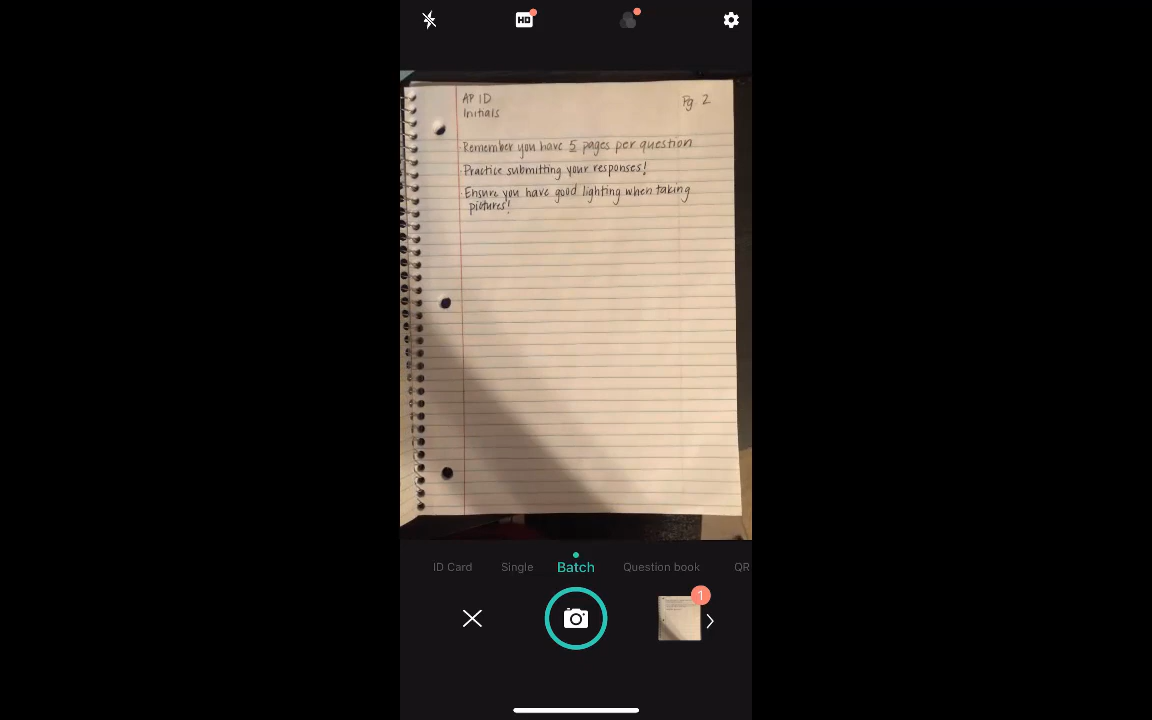 HD
AP ID
Initials
Pg. 2
·Remember you have 5 pages per question
·Practice submitting your responses!
·Ensure you have good lighting when taking
pictures!
ID Card
Single
Batch
Question book
QR
1